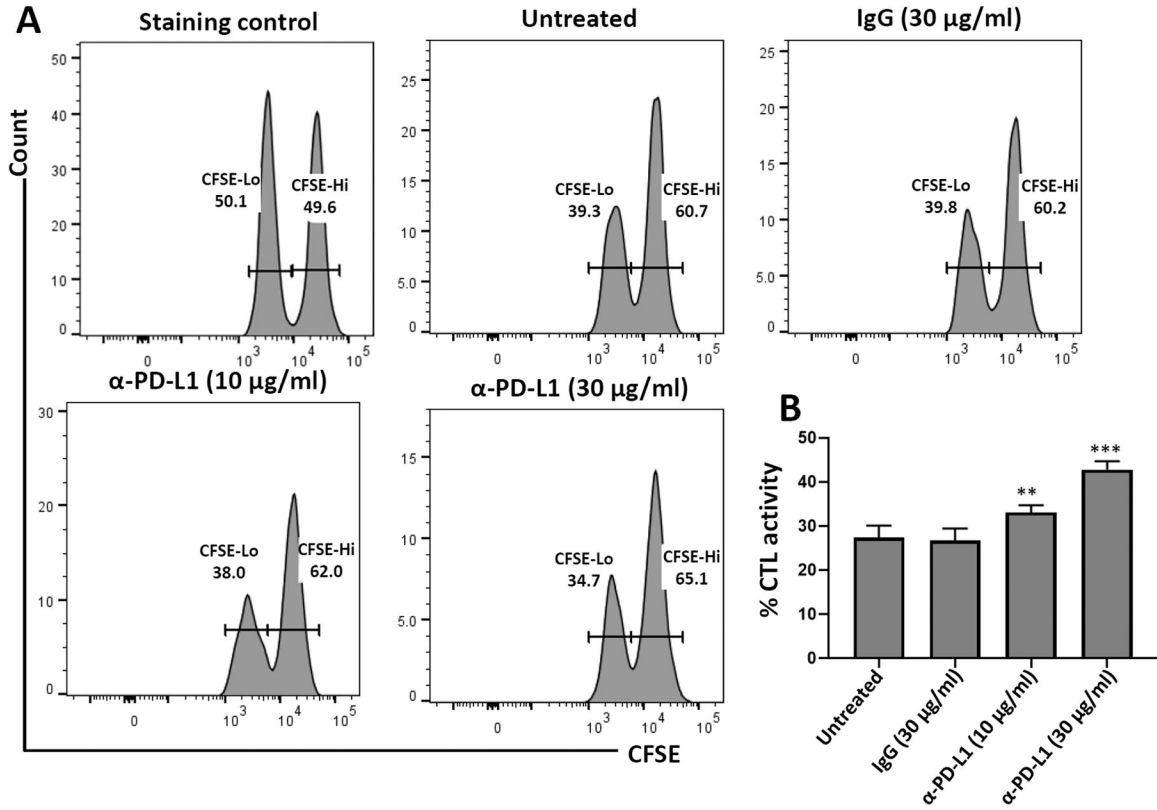 A
Staining control
Untreated
IgG (30 µg/ml)
Count
50
40
30
20
10
0
CFSE-Lo
50.1
CFSE-Hi
49.6
0
10³
10⁴
10⁵
25
20
15
10
5.0
0
CFSE-Lo
39.3
CFSE-Hi
60.7
0
10³
10⁴
10⁵
25
20
15
10
5.0
0
CFSE-Lo
39.8
CFSE-Hi
60.2
0
10³
10⁴
10⁵
α-PD-L1 (10 µg/ml)
α-PD-L1 (30 µg/ml)
30
20
10
0
CFSE-Lo
38.0
CFSE-Hi
62.0
0
10³
10⁴
10⁵
15
10
5.0
0
CFSE-Lo
34.7
CFSE-Hi
65.1
0
10³
10⁴
10⁵
CFSE
B
% CTL activity
50
40
30
20
10
0
**
***
Untreated
IgG (30 µg/ml)
α-PD-L1 (10 µg/ml)
α-PD-L1 (30 µg/ml)